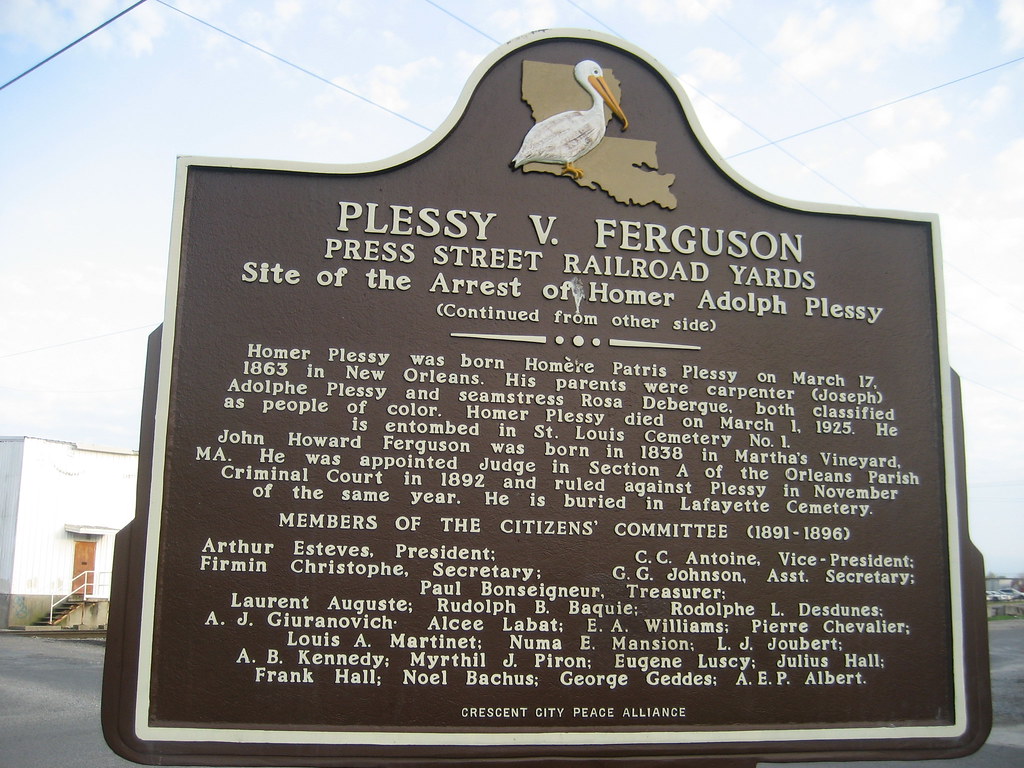 PLESSY V. FERGUSON
PRESS STREET RAILROAD YARDS
Site of the Arrest of Homer Adolph Plessy
(Continued from other side)
Homer Plessy was born Homère Patris Plessy on March 17,
1863 in New Orleans. His parents were carpenter (Joseph)
Adolphe Plessy and seamstress Rosa Debergue, both classified
as people of color. Homer Plessy died on March 1, 1925. He
is entombed in St. Louis Cemetery No. 1.
John Howard Ferguson was born in 1838 in Martha's Vineyard,
MA. He was appointed Judge in Section A of the Orleans Parish
Criminal Court in 1892 and ruled against Plessy in November
of the same year. He is buried in Lafayette Cemetery.
MEMBERS OF THE CITIZENS' COMMITTEE (1891-1896)
Arthur Esteves, President; C.C. Antoine, Vice-President;
Firmin Christophe, Secretary; G.G. Johnson, Asst. Secretary;
Paul Bonseigneur, Treasurer;
Laurent Auguste; Rudolph B. Baquie; Rodolphe L. Desdunes;
A. J. Giuranovich· Alcee Labat; E. A. Williams; Pierre Chevalier;
Louis A. Martinet; Numa E. Mansion; L. J. Joubert;
A. B. Kennedy; Myrthil J. Piron; Eugene Luscy; Julius Hall;
Frank Hall; Noel Bachus; George Geddes; A.E.P. Albert.
CRESCENT CITY PEACE ALLIANCE